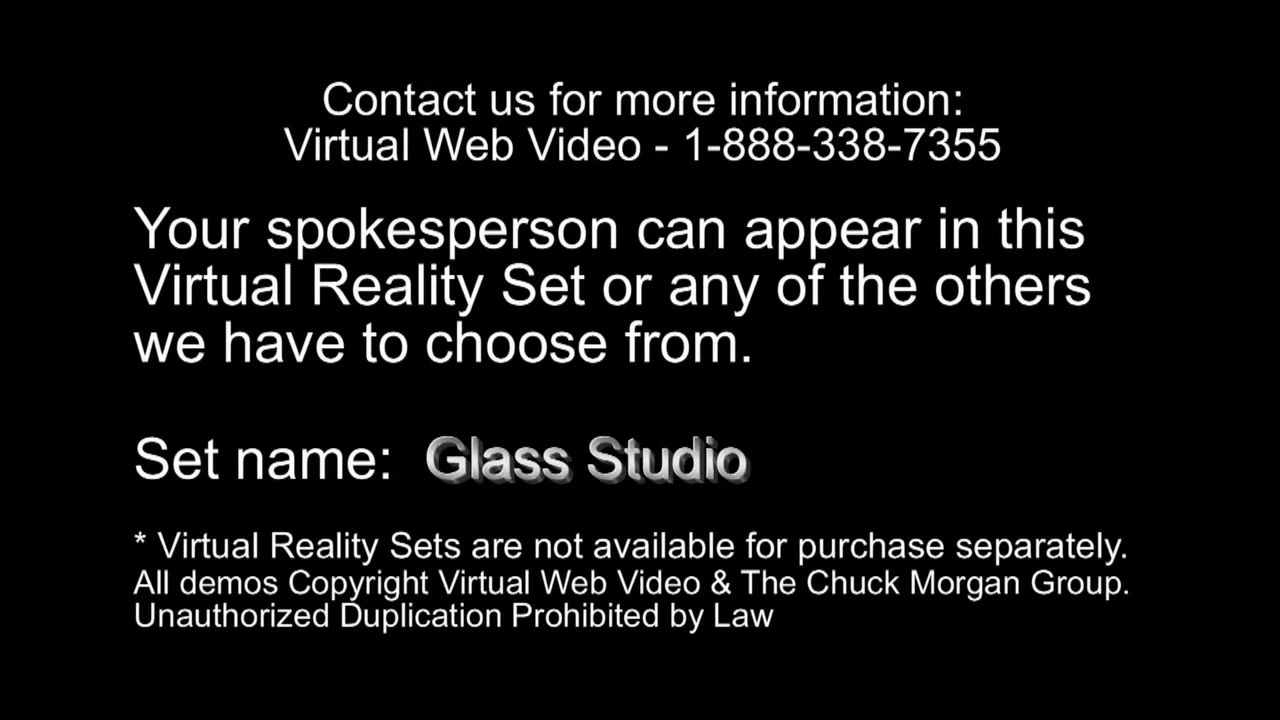 Contact us for more information:
Virtual Web Video - 1-888-338-7355
Your spokesperson can appear in this
Virtual Reality Set or any of the others
we have to choose from.
Set name: Glass Studio
* Virtual Reality Sets are not available for purchase separately.
All demos Copyright Virtual Web Video & The Chuck Morgan Group.
Unauthorized Duplication Prohibited by Law